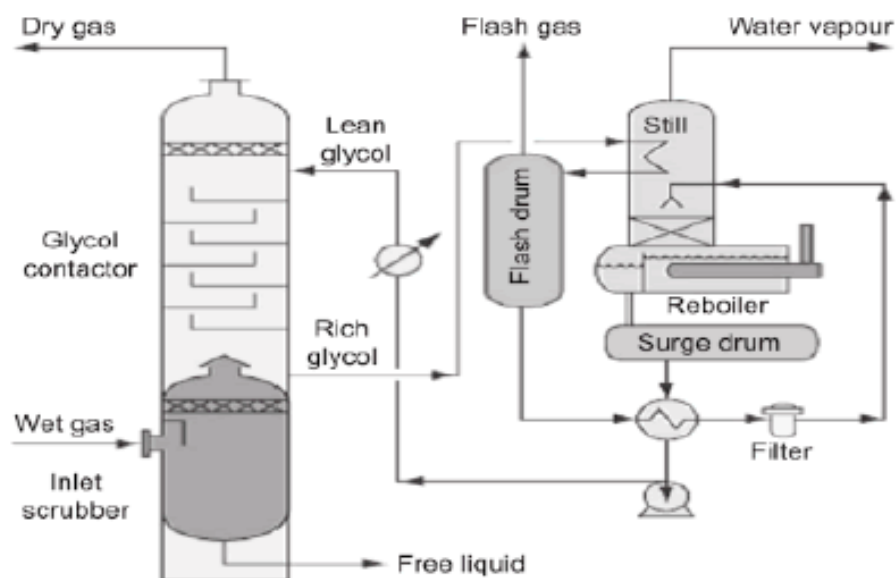 Dry gas
Flash gas
Water vapour
Lean
glycol
Still
Flash drum
Glycol
contactor
Reboiler
Rich
glycol
Surge drum
Wet gas
Filter
Inlet
scrubber
Free liquid